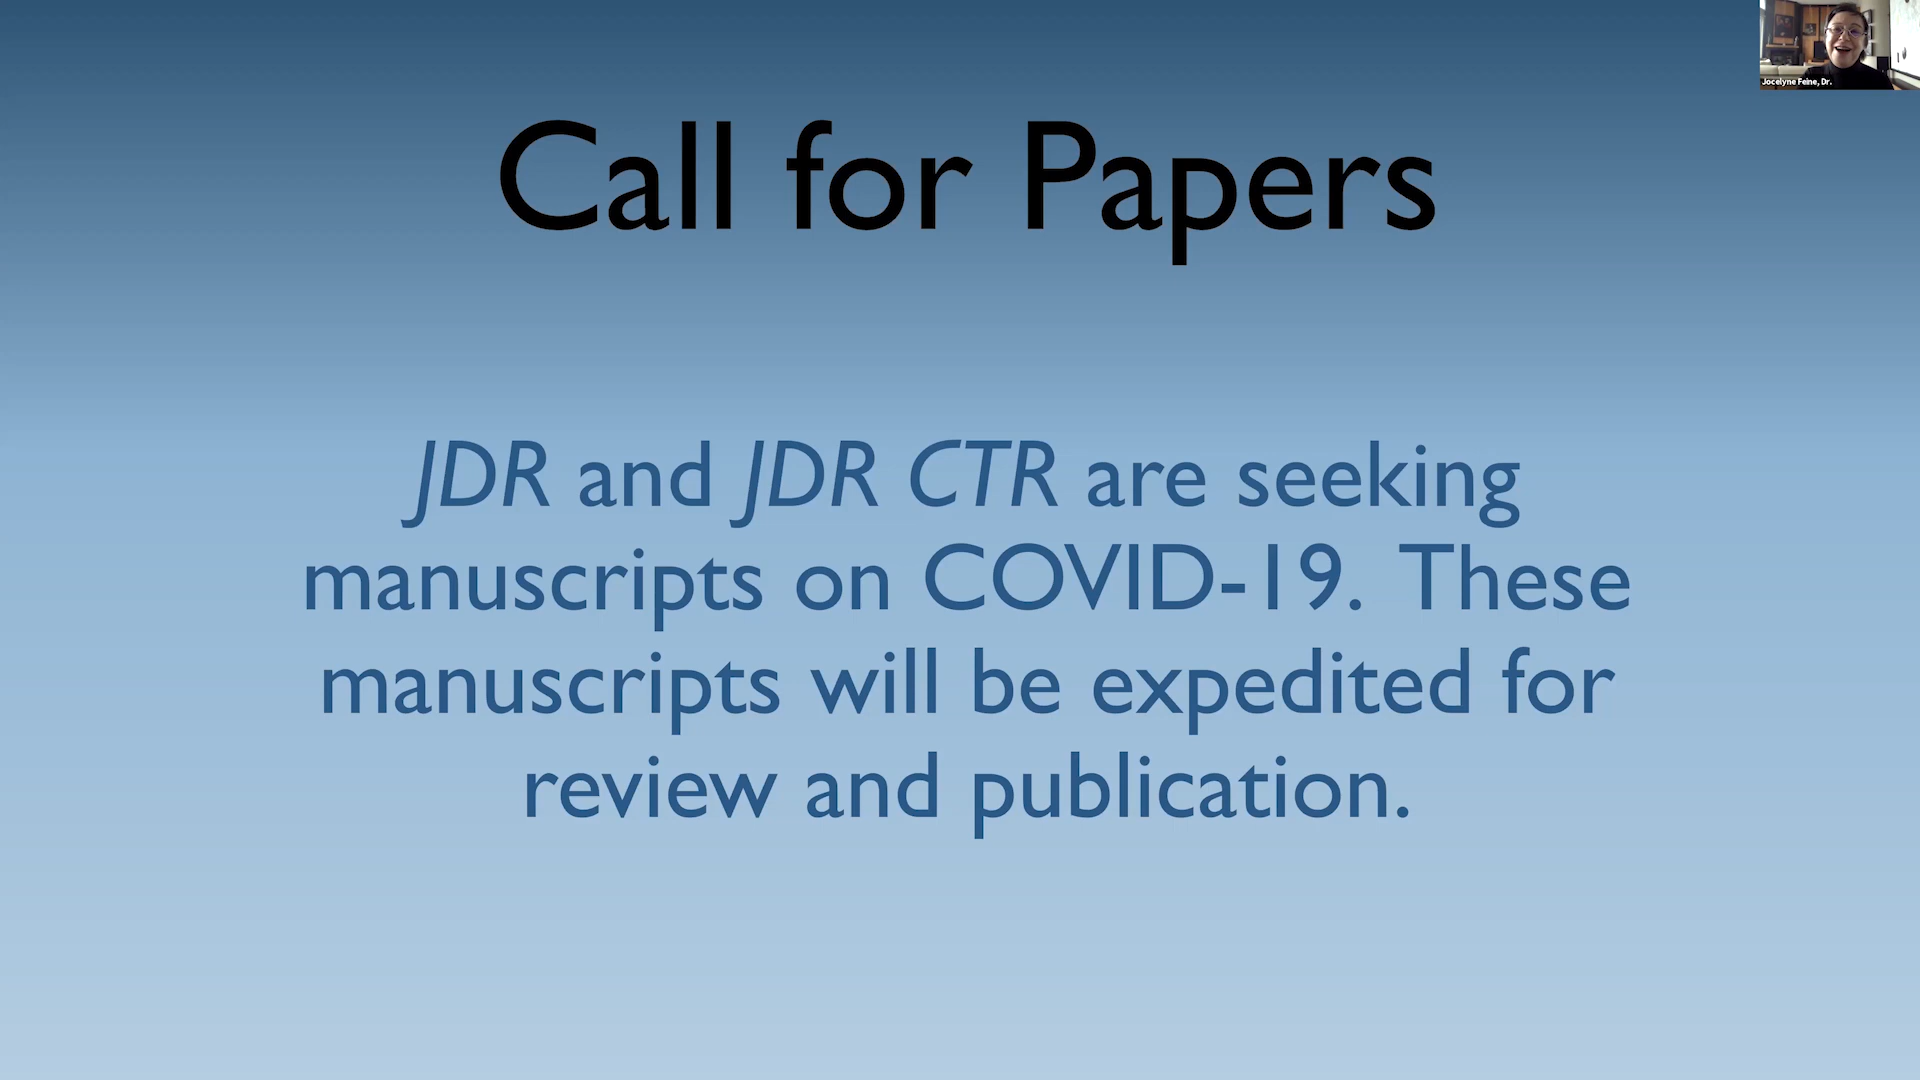 Jocelyne Feine, Dr.
Call for Papers
JDR and JDR CTR are seeking
manuscripts on COVID-19. These
manuscripts will be expedited for
review and publication.